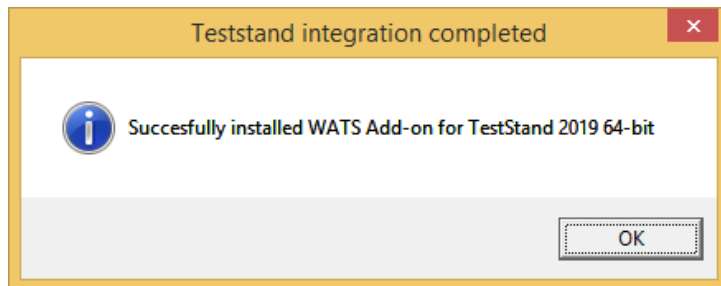 Teststand integration completed
Succesfully installed WATS Add-on for TestStand 2019 64-bit
OK